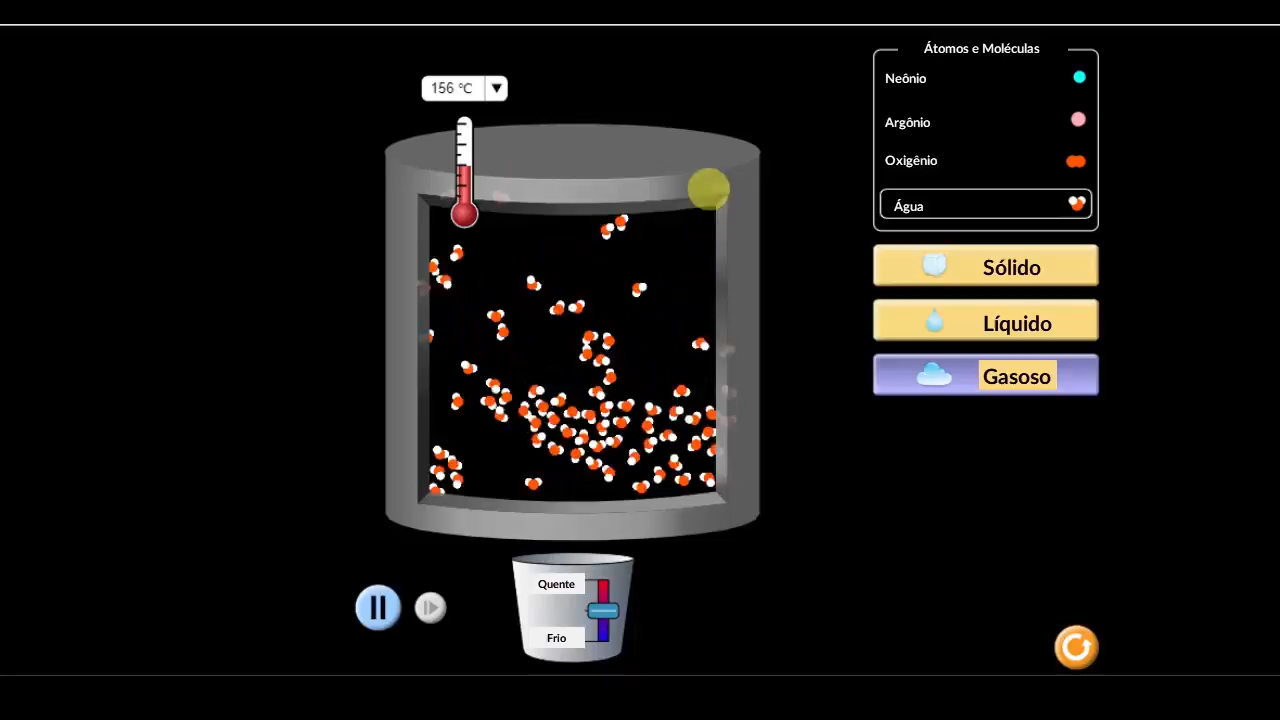 Átomos e Moléculas
Neônio
156 °C
Argônio
Oxigênio
Água
Sólido
Líquido
Gasoso
Quente
Frio